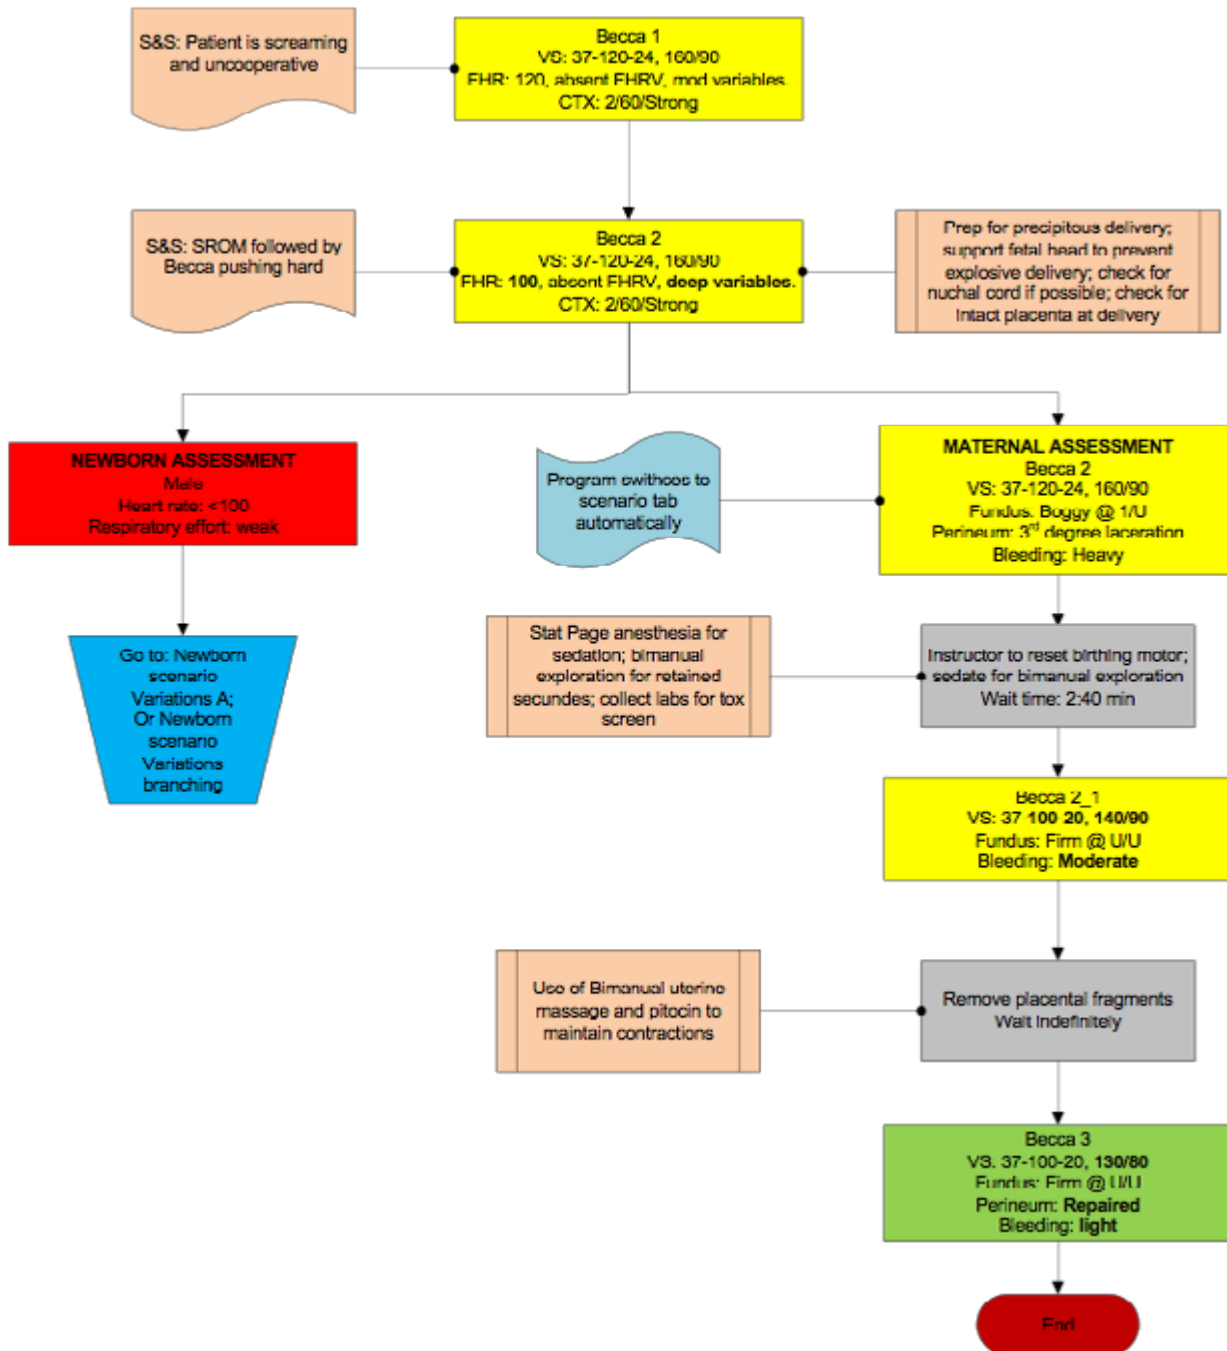 S&S: Patient is screaming
and uncooperative
Becca 1
VS: 37-120-24, 160/90
FHR: 120, absent FHRV, mod variables.
CTX: 2/60/Strong
S&S: SROM followed by
Becca pushing hard
Becca 2
VS: 37-120-24, 160/90
FHR: 100, absent FHRV, deep variables.
CTX: 2/60/Strong
Prep for precipitous delivery;
support fetal head to prevent
explosive delivery; check for
nuchal cord if possible; check for
Intact placenta at delivery
NEWBORN ASSESSMENT
Male
Heart rate: <100
Respiratory effort: weak
Program swithces to
scenario tab
automatically
MATERNAL ASSESSMENT
Becca 2
VS: 37-120-24, 160/90
Fundus: Boggy @ 1/U
Perineum: 3rd degree laceration
Bleeding: Heavy
Go to: Newborn
scenario
Variations A;
Or Newborn
scenario
Variations
branching
Stat Page anesthesia for
sedation; bimanual
exploration for retained
secundes; collect labs for tox
screen
Instructor to reset birthing motor;
sedate for bimanual exploration
Wait time: 2:40 min
Becca 2_1
VS: 37-100-20, 140/90
Fundus: Firm @ U/U
Bleeding: Moderate
Use of Bimanual uterine
massage and pitocin to
maintain contractions
Remove placental fragments
Wait Indefinitely
Becca 3
VS. 37-100-20, 130/80
Fundus: Firm @ U/U
Perineum: Repaired
Bleeding: light
End